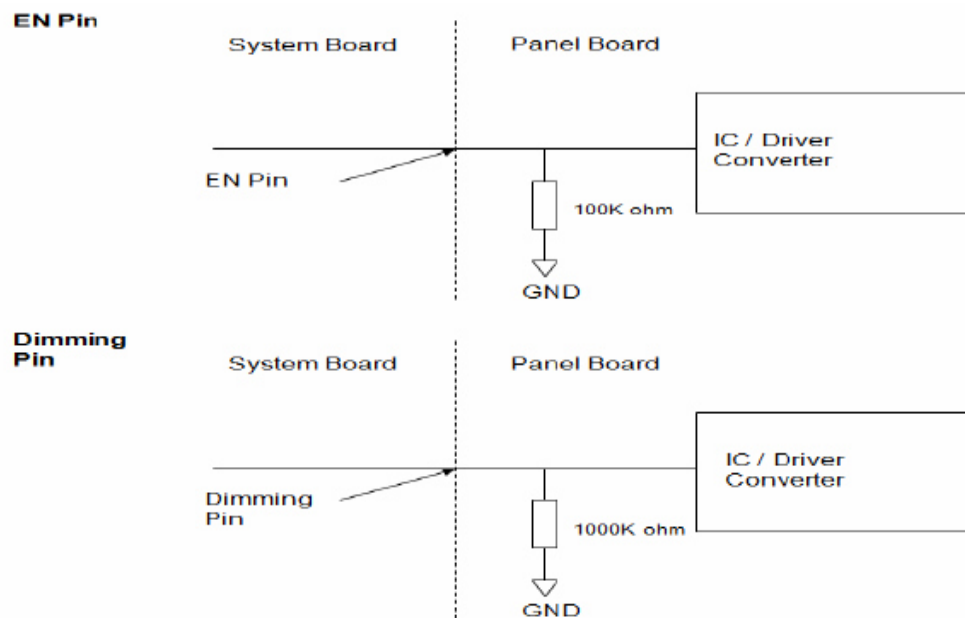 EN Pin
System Board
Panel Board
IC / Driver
Converter
EN Pin
100K ohm
GND
Dimming
Pin
System Board
Panel Board
IC / Driver
Converter
Dimming
Pin
1000K ohm
GND